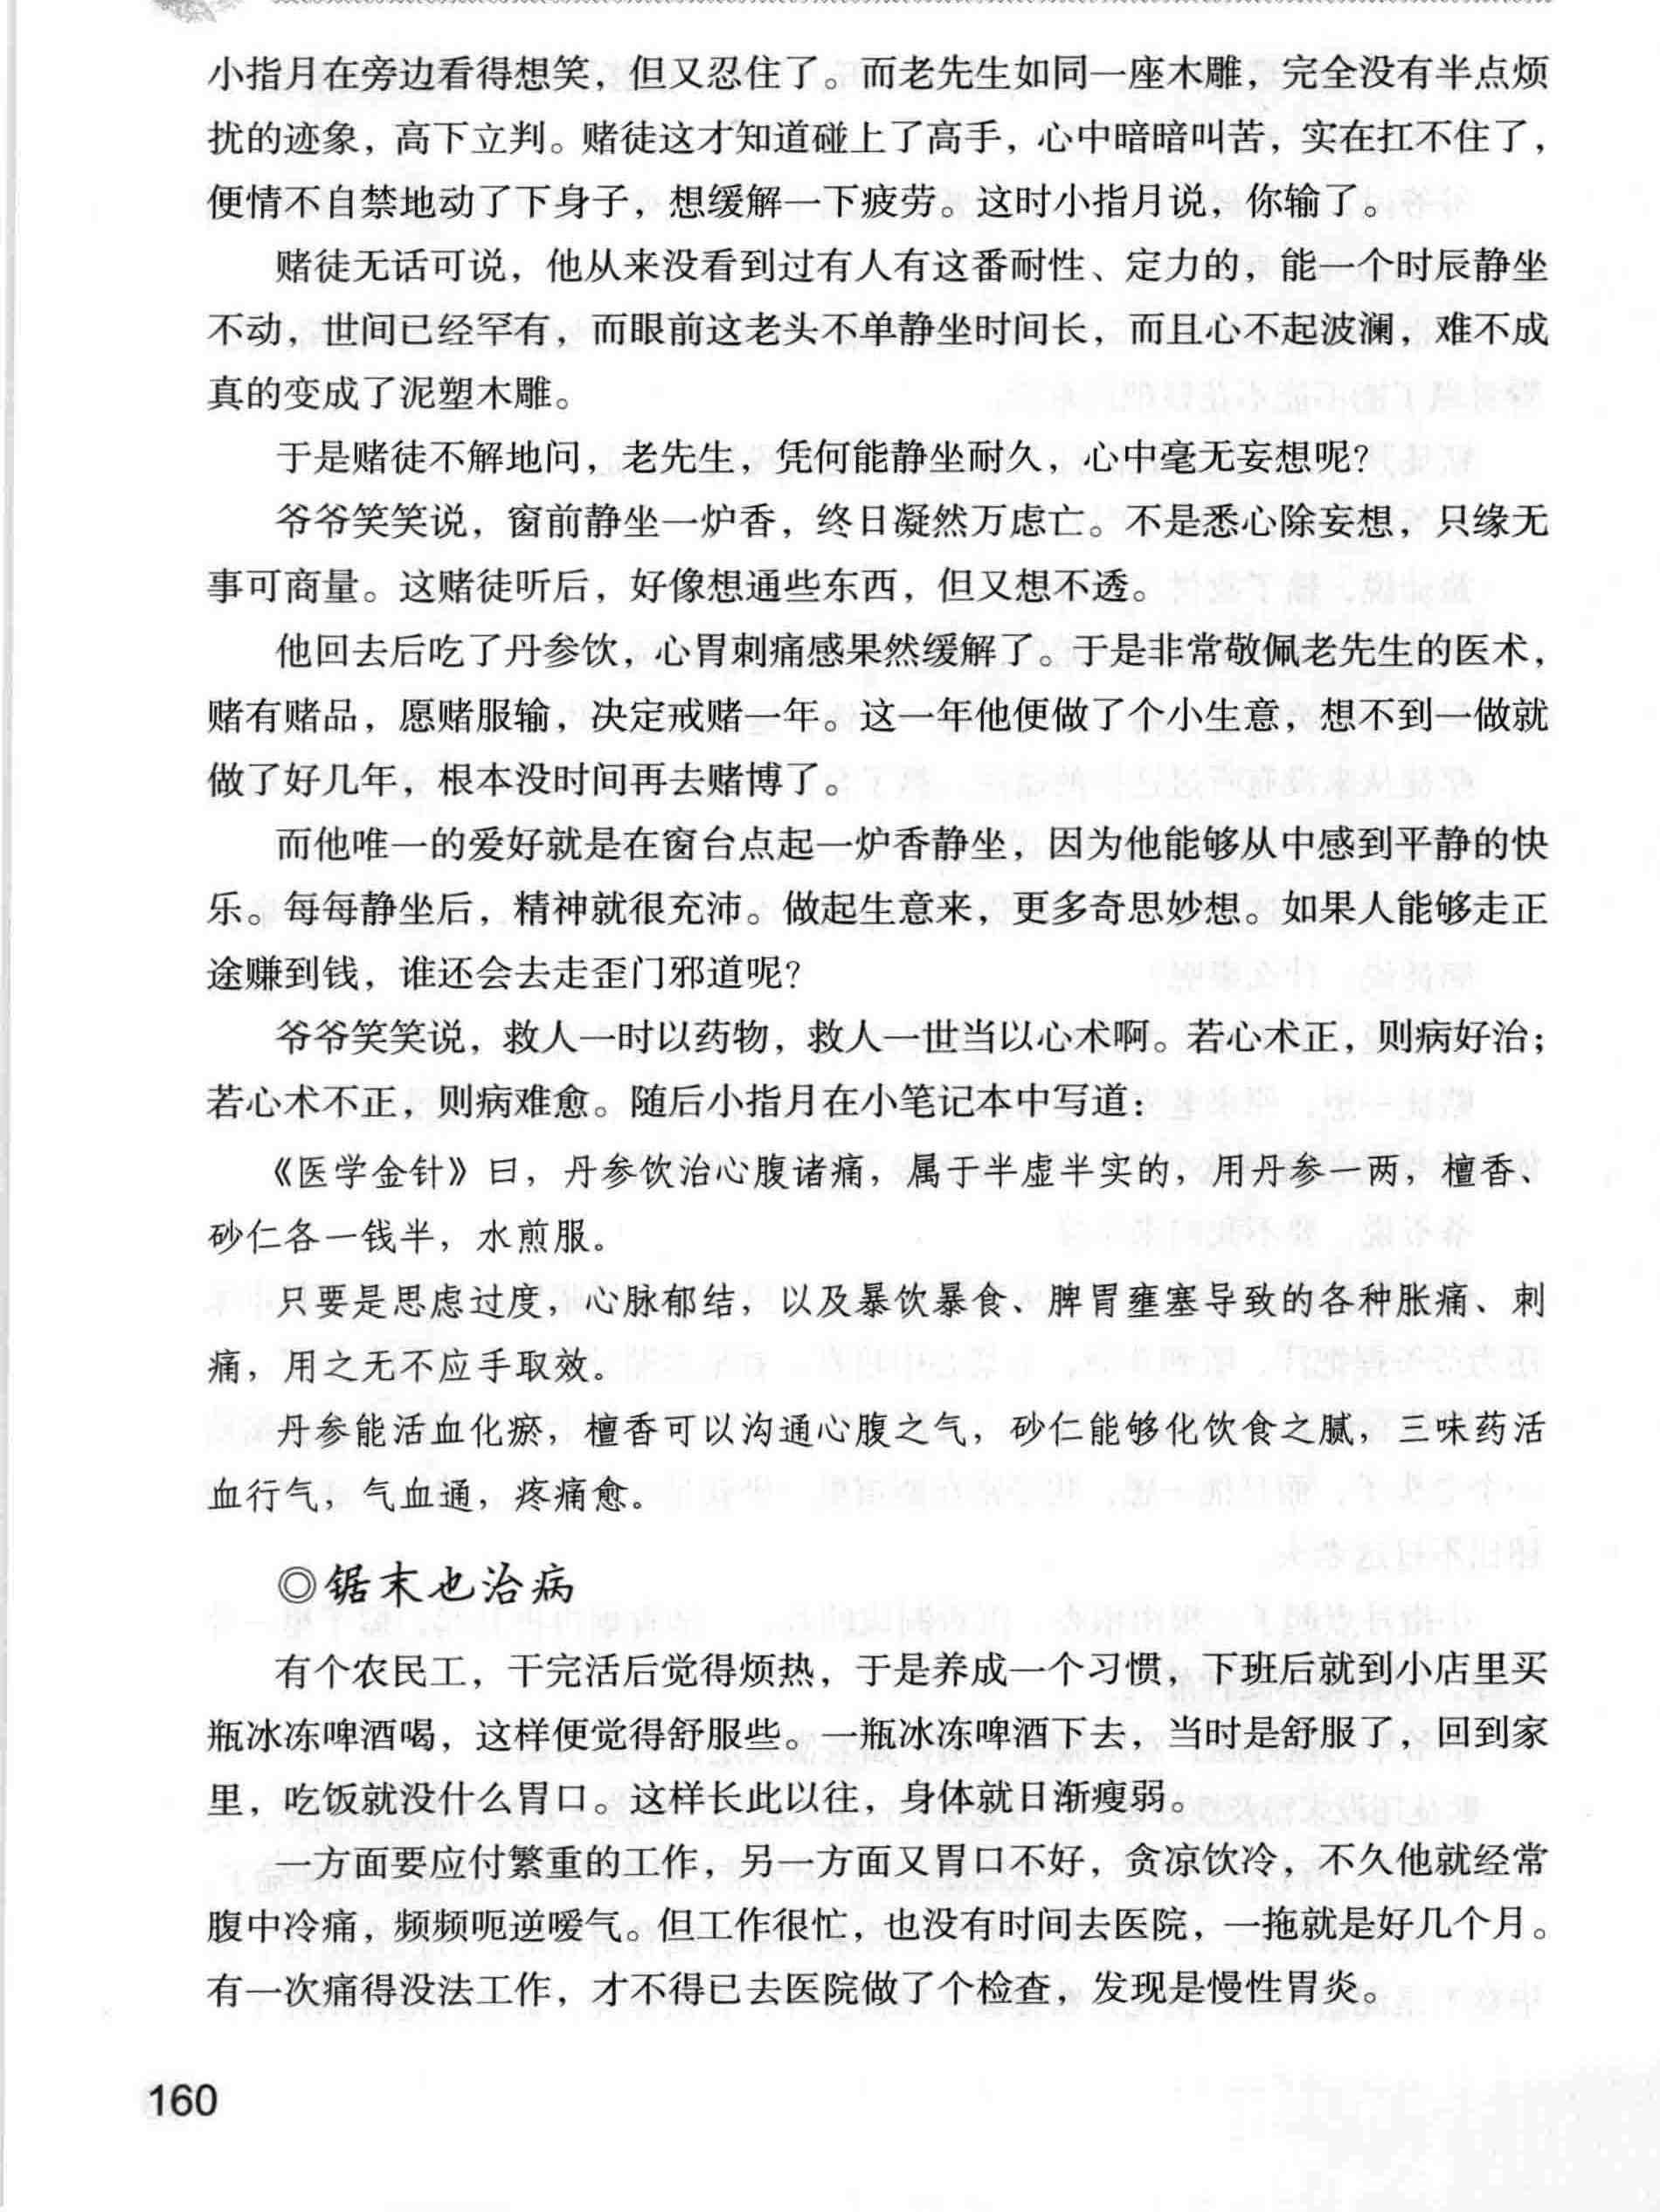 小指月在旁边看得想笑，但又忍住了。而老先生如同一座木雕，完全没有半点烦
扰的迹象，高下立判。赌徒这才知道碰上了高手，心中暗暗叫苦，实在扛不住了，
便情不自禁地动了下身子，想缓解一下疲劳。这时小指月说，你输了。
赌徒无话可说，他从来没看到过有人有这番耐性、定力的，能一个时辰静坐
不动，世间已经罕有，而眼前这老头不单静坐时间长，而且心不起波澜，难不成
真的变成了泥塑木雕。
于是赌徒不解地问，老先生，凭何能静坐耐久，心中毫无妄想呢？
爷爷笑笑说，窗前静坐一炉香，终日凝然万虑亡。不是悉心除妄想，只缘无
事可商量。这赌徒听后，好像想通些东西，但又想不透。
他回去后吃了丹参饮，心胃刺痛感果然缓解了。于是非常敬佩老先生的医术，
赌有赌品，愿赌服输，决定戒赌一年。这一年他便做了个小生意，想不到一做就
做了好几年，根本没时间再去赌博了。
而他唯一的爱好就是在窗台点起一炉香静坐，因为他能够从中感到平静的快
乐。每每静坐后，精神就很充沛。做起生意来，更多奇思妙想。如果人能够走正
途赚到钱，谁还会去走歪门邪道呢？
爷爷笑笑说，救人一时以药物，救人一世当以心术啊。若心术正，则病好治；
若心术不正，则病难愈。随后小指月在小笔记本中写道：
《医学金针》曰，丹参饮治心腹诸痛，属于半虚半实的，用丹参一两，檀香、
砂仁各一钱半，水煎服。
只要是思虑过度，心脉郁结，以及暴饮暴食、脾胃壅塞导致的各种胀痛、刺
痛，用之无不应手取效。
丹参能活血化瘀，檀香可以沟通心腹之气，砂仁能够化饮食之腻，三味药活
血行气，气血通，疼痛愈。
◎锯末也治病
有个农民工，干完活后觉得烦热，于是养成一个习惯，下班后就到小店里买
瓶冰冻啤酒喝，这样便觉得舒服些。一瓶冰冻啤酒下去，当时是舒服了，回到家
里，吃饭就没什么胃口。这样长此以往，身体就日渐瘦弱。
一方面要应付繁重的工作，另一方面又胃口不好，贪凉饮冷，不久他就经常
腹中冷痛，频频呃逆嗳气。但工作很忙，也没有时间去医院，一拖就是好几个月。
有一次痛得没法工作，才不得已去医院做了个检查，发现是慢性胃炎。
160